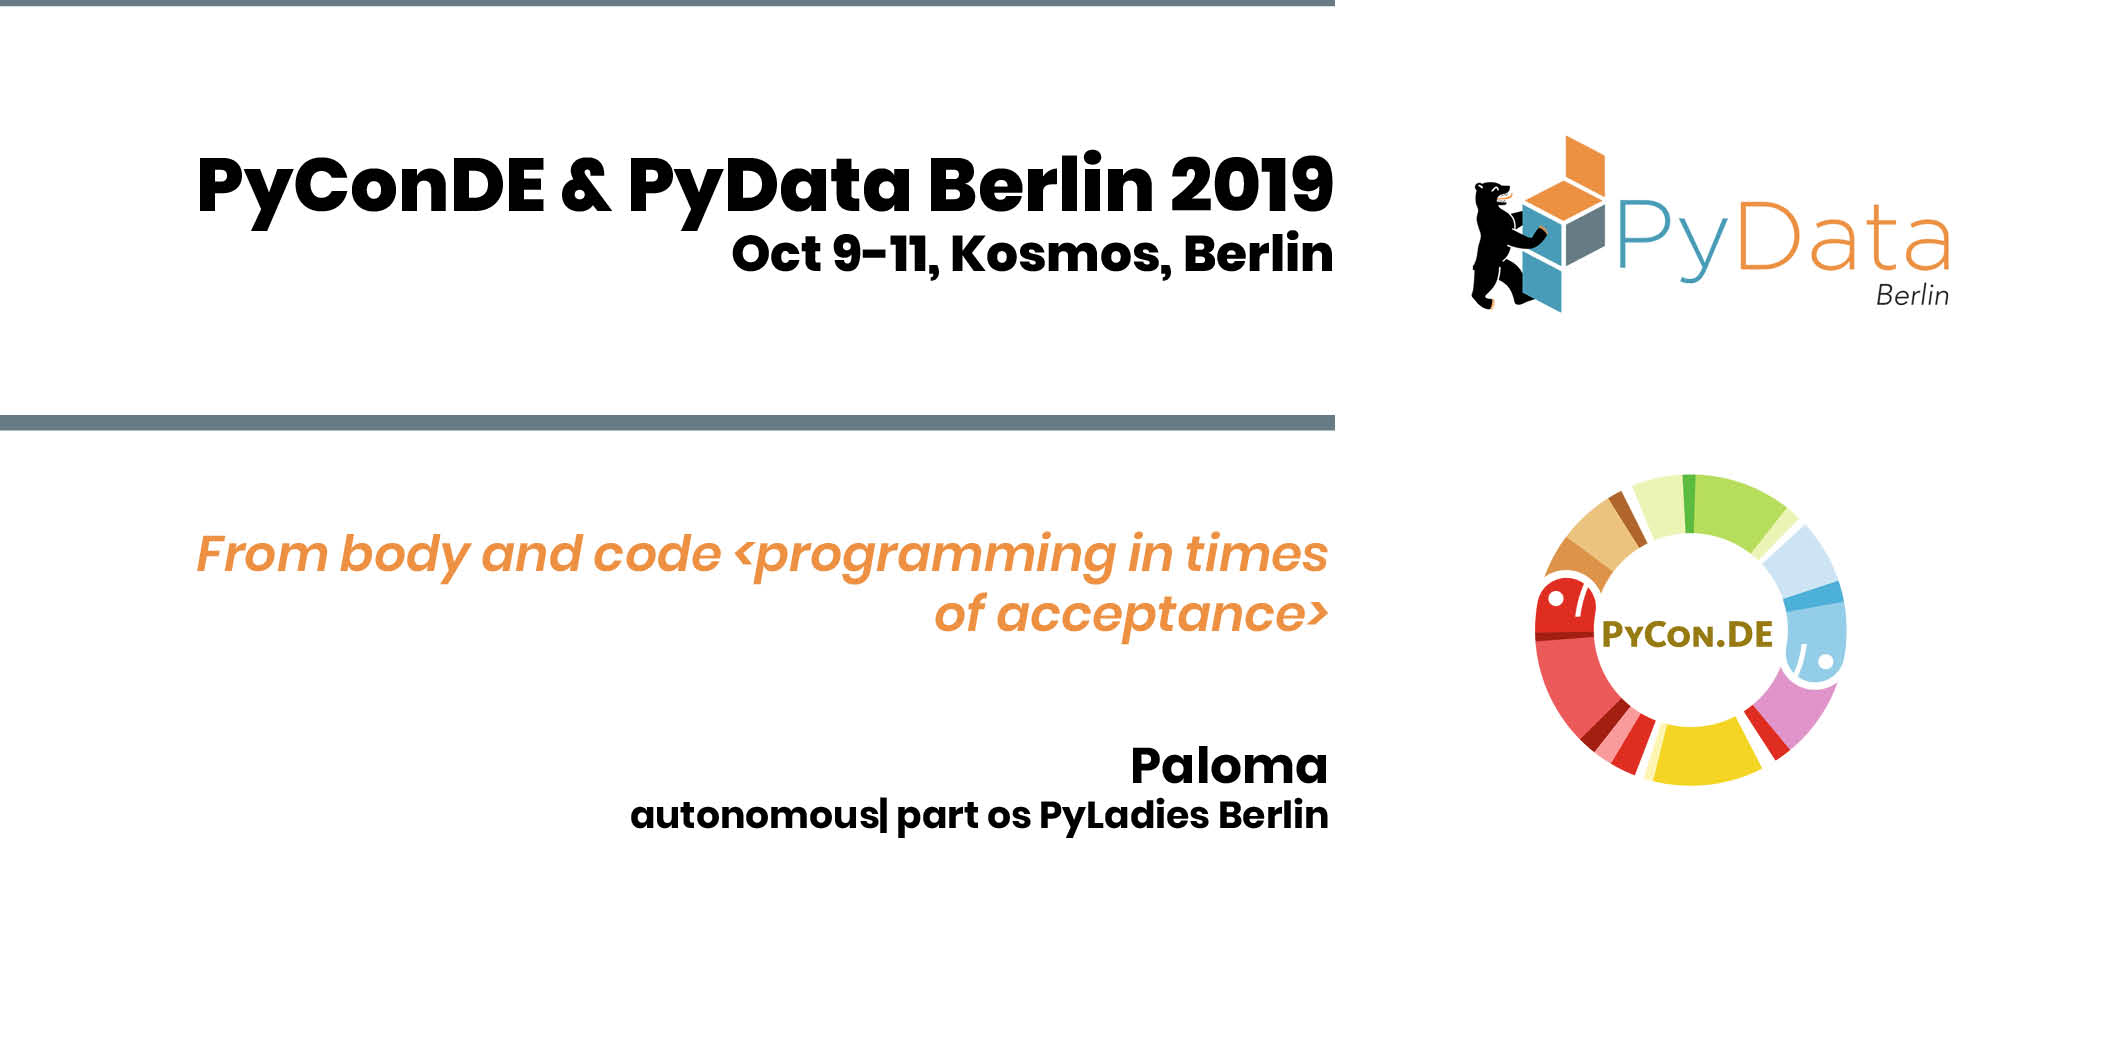 PyConDE & PyData Berlin 2019
Oct 9-11, Kosmos, Berlin
PyData
Berlin
From body and code <programming in times
of acceptance>
PyCon.DE
Paloma
autonomous| part os PyLadies Berlin